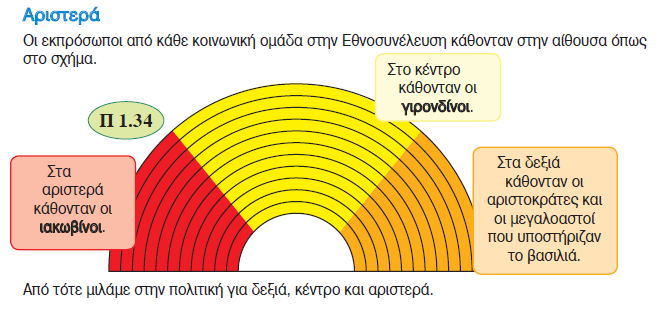 Αριστερά
Οι εκπρόσωποι από κάθε κοινωνική ομάδα στην Εθνοσυνέλευση κάθονταν στην αίθουσα όπως
στο σχήμα.
Στο κέντρο
κάθονταν οι
γιρονδίνοι.
Π 1.34
Στα
αριστερά
κάθονταν οι
ιακωβίνοι.
Στα δεξιά
κάθονταν οι
αριστοκράτες και
οι μεγαλοαστοί
που υποστήριζαν
το βασιλιά.
Από τότε μιλάμε στην πολιτική για δεξιά, κέντρο και αριστερά.